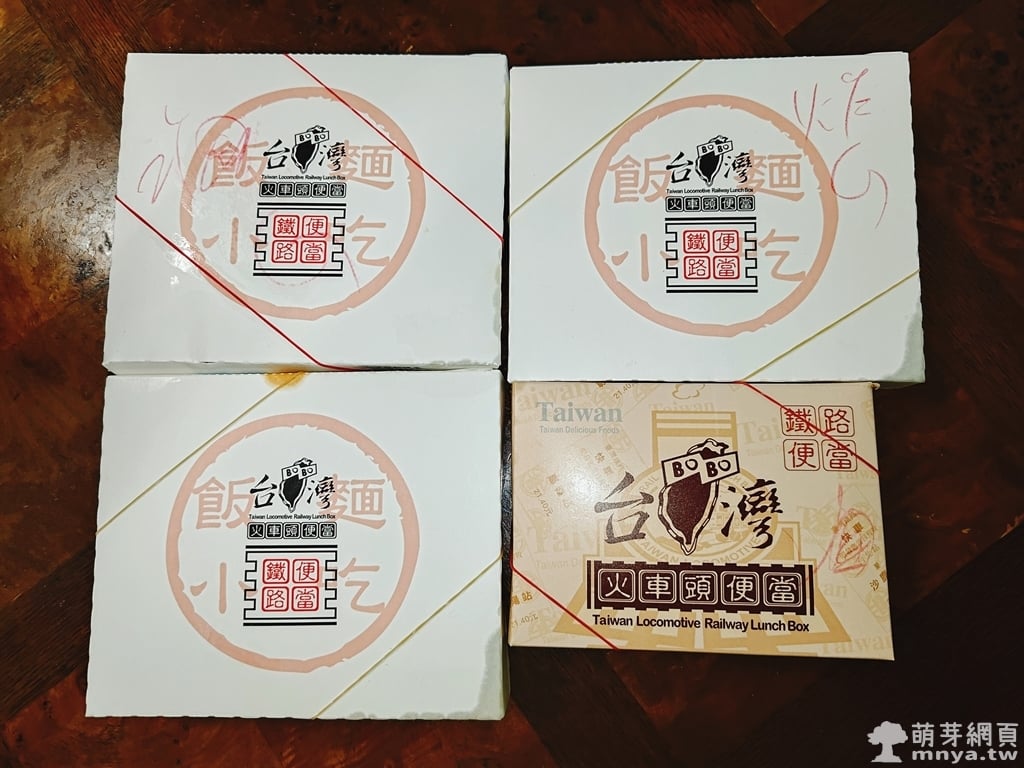 飯 麵
台 灣
BOBO
Taiwan Locomotive Railway Lunch Box
火車頭便當
鐵便
路當
小 吃
飯 麵
台 灣
BOBO
Taiwan Locomotive Railway Lunch Box
火車頭便當
鐵便
路當
小 吃
飯 麵
台 灣
BOBO
Taiwan Locomotive Railway Lunch Box
火車頭便當
鐵便
路當
小 吃
Taiwan
Taiwan Delicious Foods
鐵路
便當
BOBO
台 灣
火車頭便當
Taiwan Locomotive Railway Lunch Box
萌芽網頁
mnya.tw